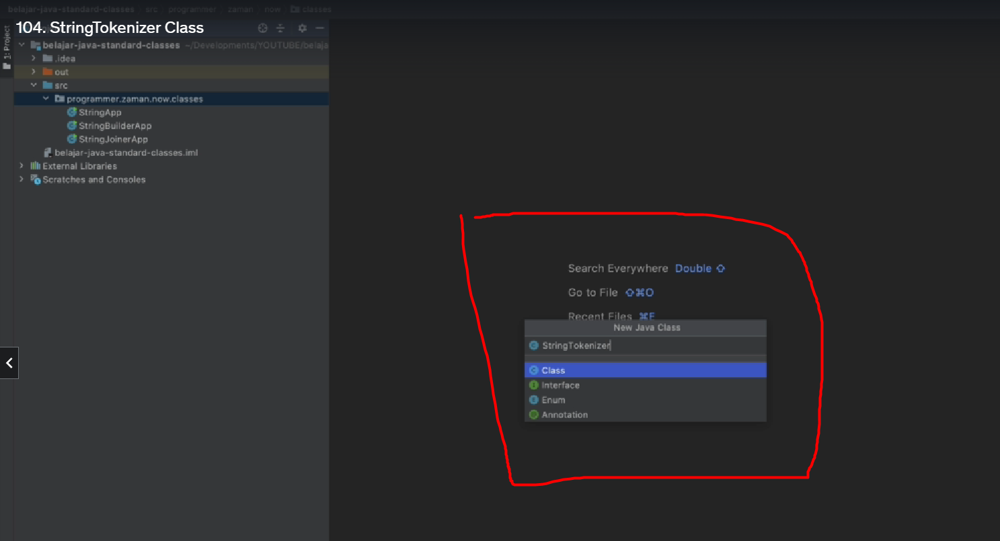 belajar-java-standard-classes src programmer zaman now classes
104. StringTokenizer Class
1: Project
belajar-java-standard-classes ~/Developments/YOUTUBE/belaja
.idea
out
src
programmer.zaman.now.classes
StringApp
StringBuilderApp
StringJoinerApp
belajar-java-standard-classes.iml
External Libraries
Scratches and Consoles
Search Everywhere Double ⇧
Go to File ⇧⌘O
Recent Files ⌘E
New Java Class
StringTokenizer
Class
Interface
Enum
Annotation